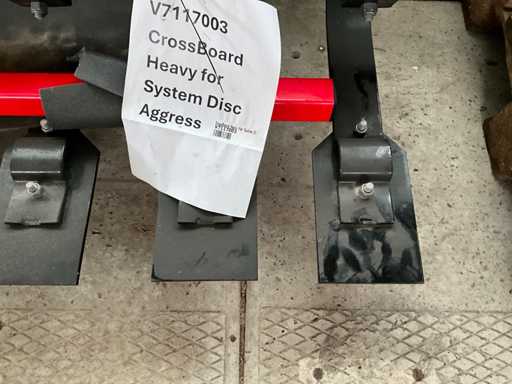 V7117003
CrossBoard
Heavy for
System Disc
Aggress